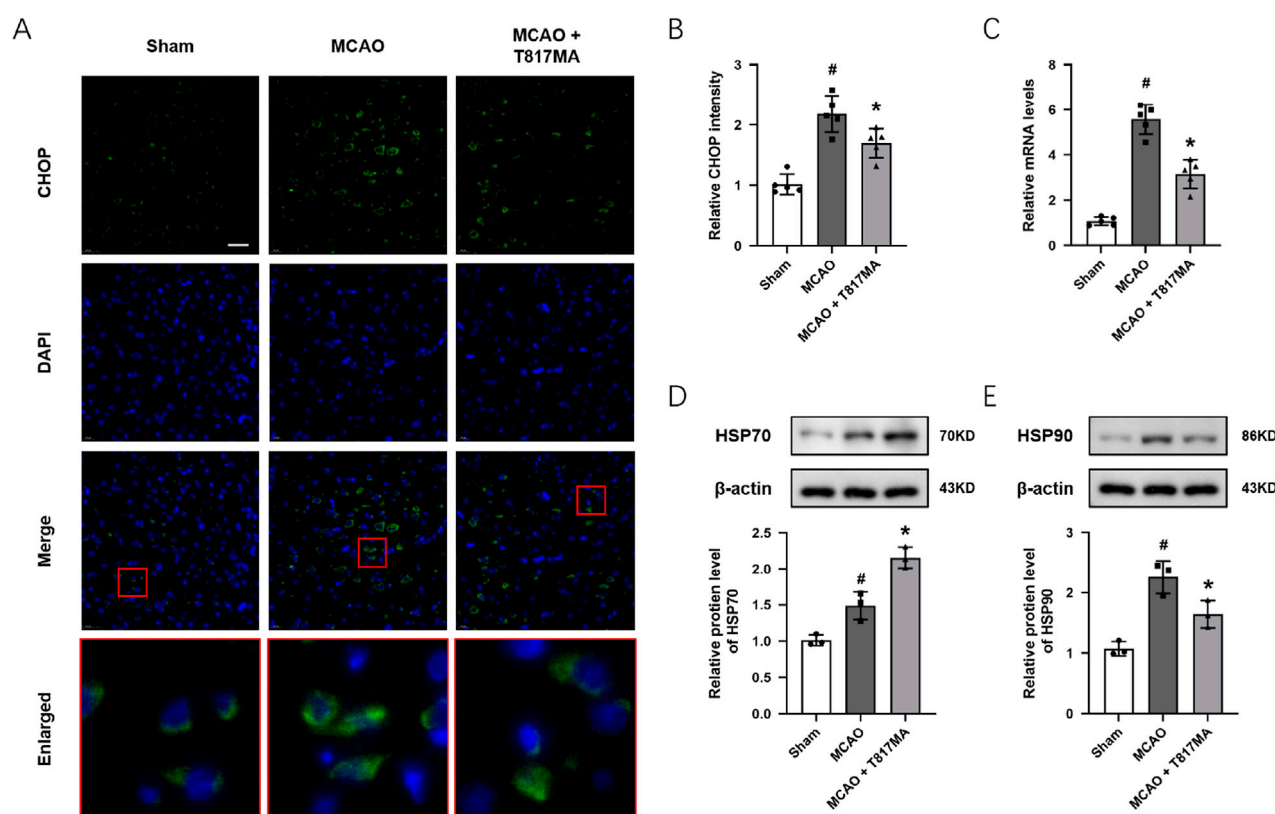 A
Sham
MCAO
MCAO +
T817MA
CHOP
DAPI
Merge
Enlarged
B
Relative CHOP intensity
3
2
1
0
#
*
Sham
MCAO
MCAO + T817MA
C
Relative mRNA levels
8
6
4
2
0
#
*
Sham
MCAO
MCAO + T817MA
D
HSP70
70KD
β-actin
43KD
Relative protien level
of HSP70
2.5
2.0
1.5
1.0
0.5
0.0
#
*
Sham
MCAO
MCAO + T817MA
E
HSP90
86KD
β-actin
43KD
Relative protien level
of HSP90
3
2
1
0
#
*
Sham
MCAO
MCAO + T817MA